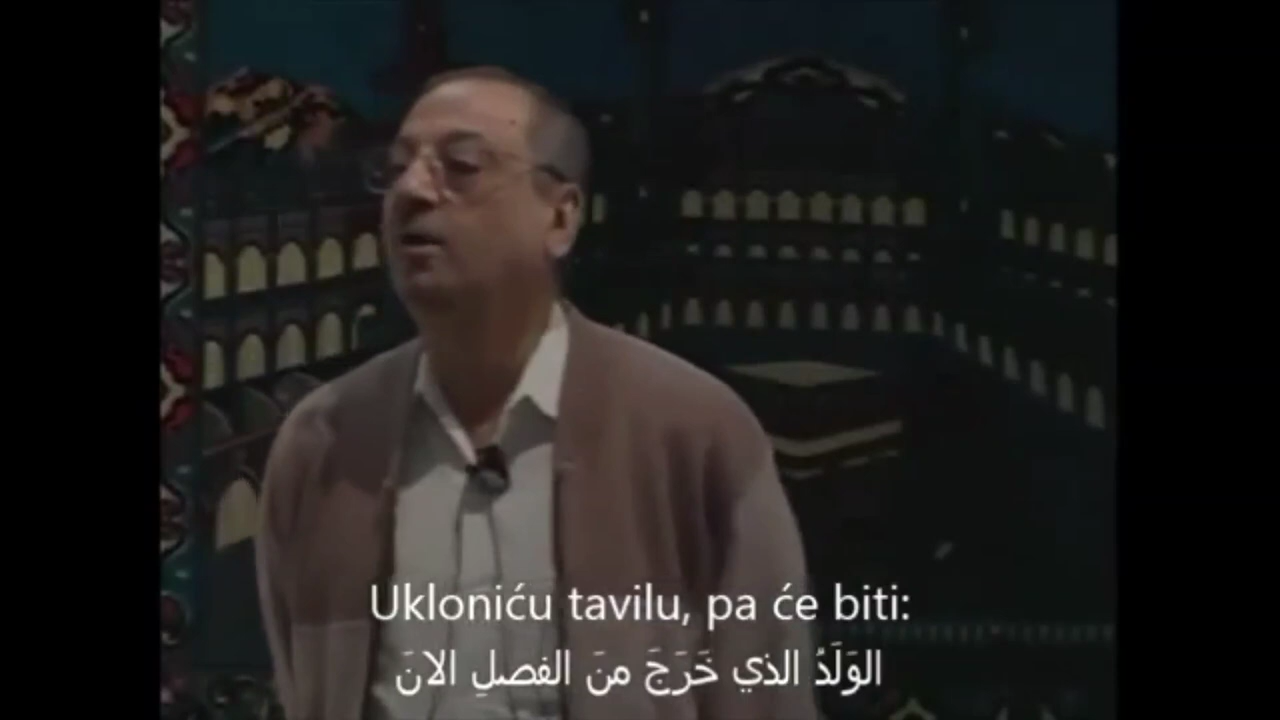 Ukloniću tavilu, pa će biti:
الوَلَدُ الذي خَرَجَ منَ الفصلِ الانَ